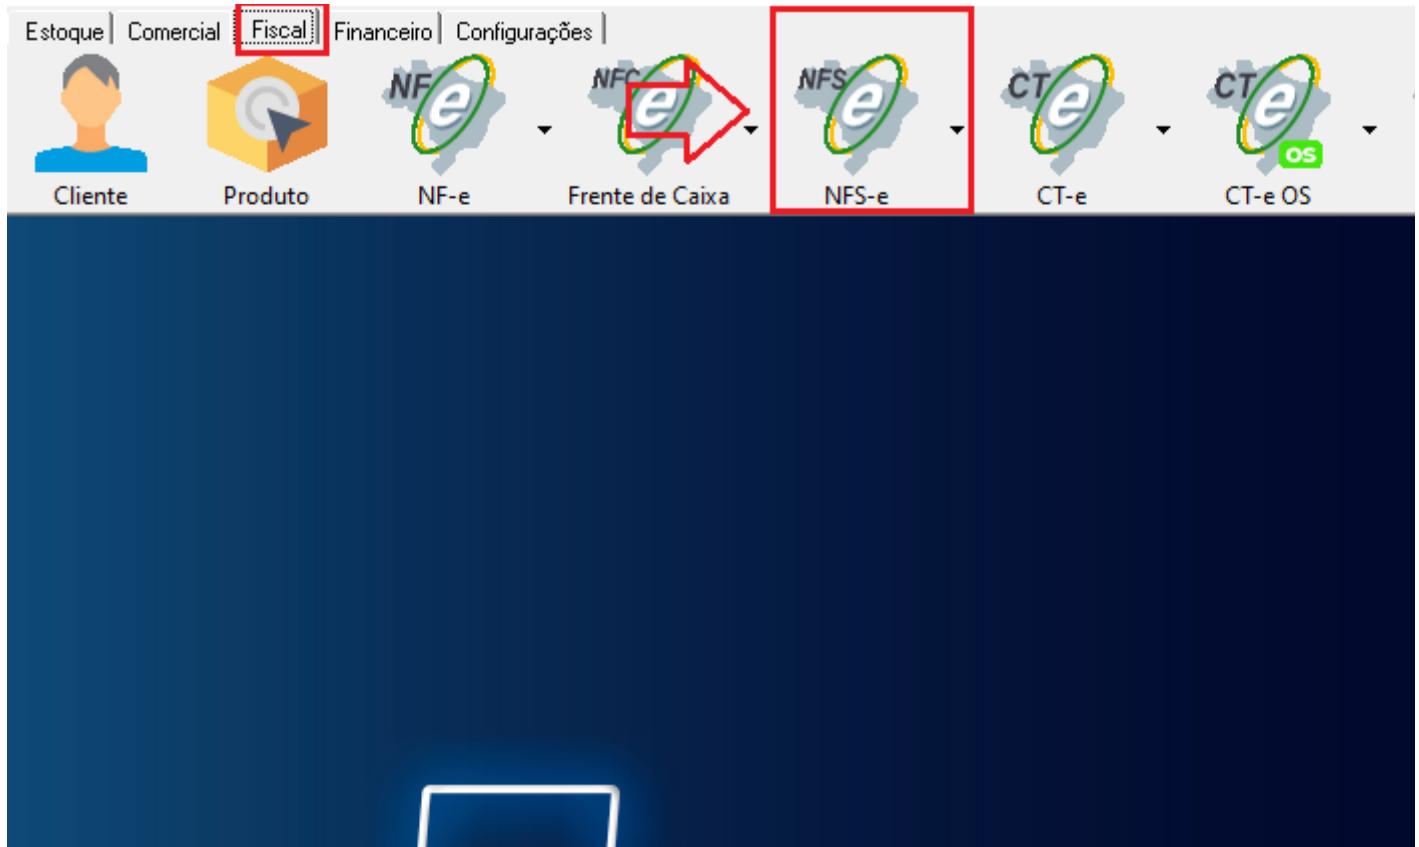 Estoque Comercial Fiscal Financeiro Configurações
NF e NFC e NFS e CT e CT e
os
Cliente Produto NF-e Frente de Caixa NFS-e CT-e CT-e OS